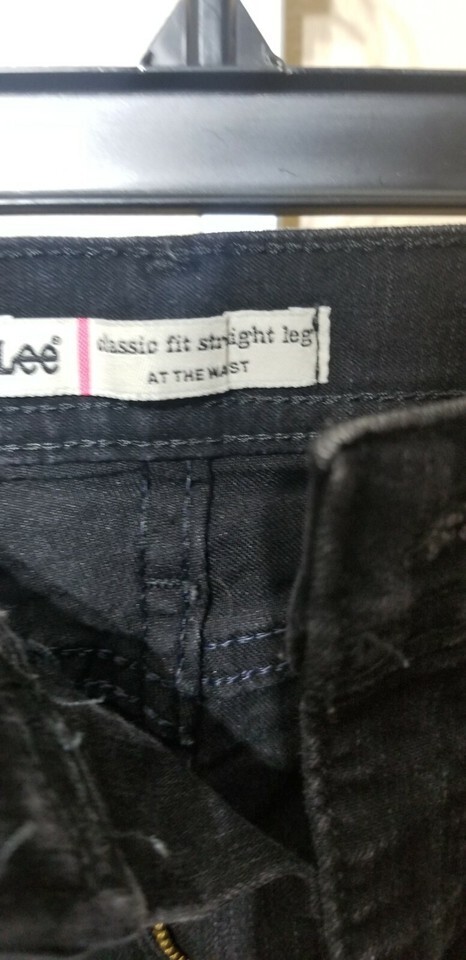 Lee®
classic fit straight leg
AT THE WAIST